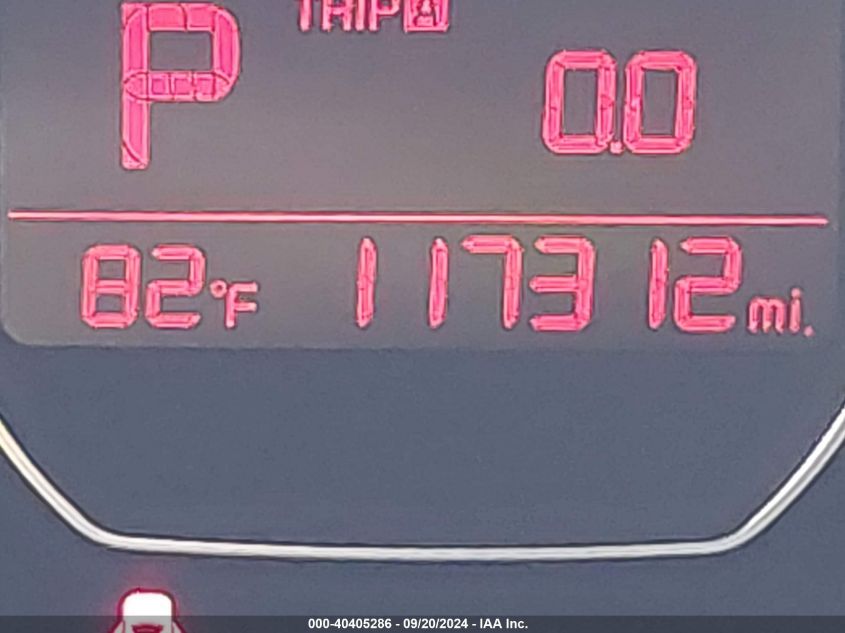 TRIP A
P 0.0
82°F 117312 mi.
000-40405286 - 09/20/2024 - IAA Inc.